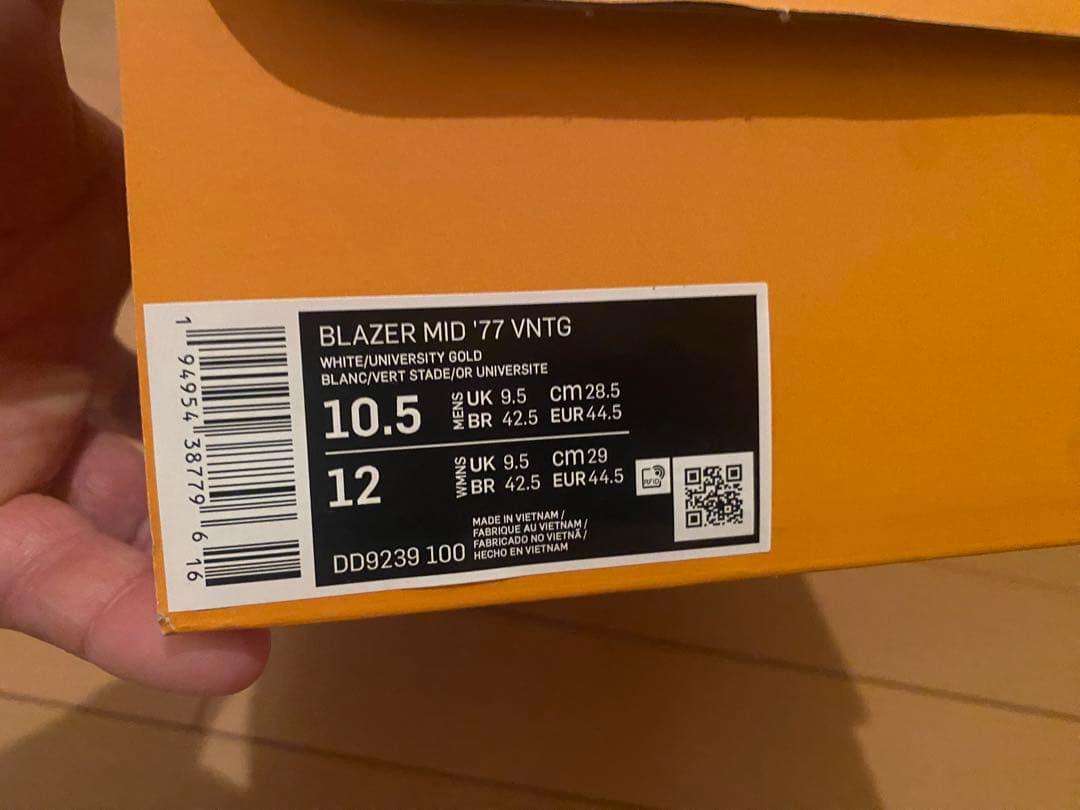 1 94954 38779 6 16
BLAZER MID '77 VNTG
WHITE/UNIVERSITY GOLD
BLANC/VERT STADE/OR UNIVERSITE
10.5
MENS
UK 9.5 cm 28.5
BR 42.5 EUR 44.5
12
WMNS
UK 9.5 cm 29
BR 42.5 EUR 44.5
RFID
DD9239 100
MADE IN VIETNAM /
FABRIQUE AU VIETNAM /
FABRICADO NO VIETNÃ /
HECHO EN VIETNAM